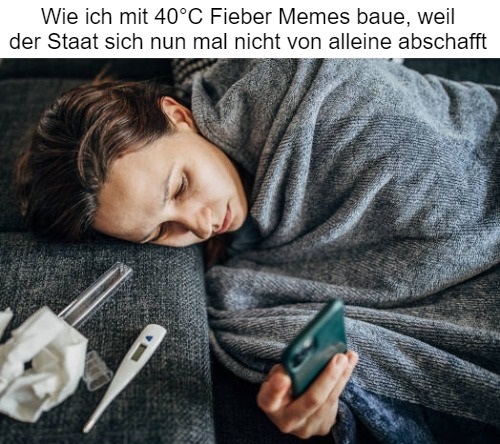 Wie ich mit 40°C Fieber Memes baue, weil
der Staat sich nun mal nicht von alleine abschafft